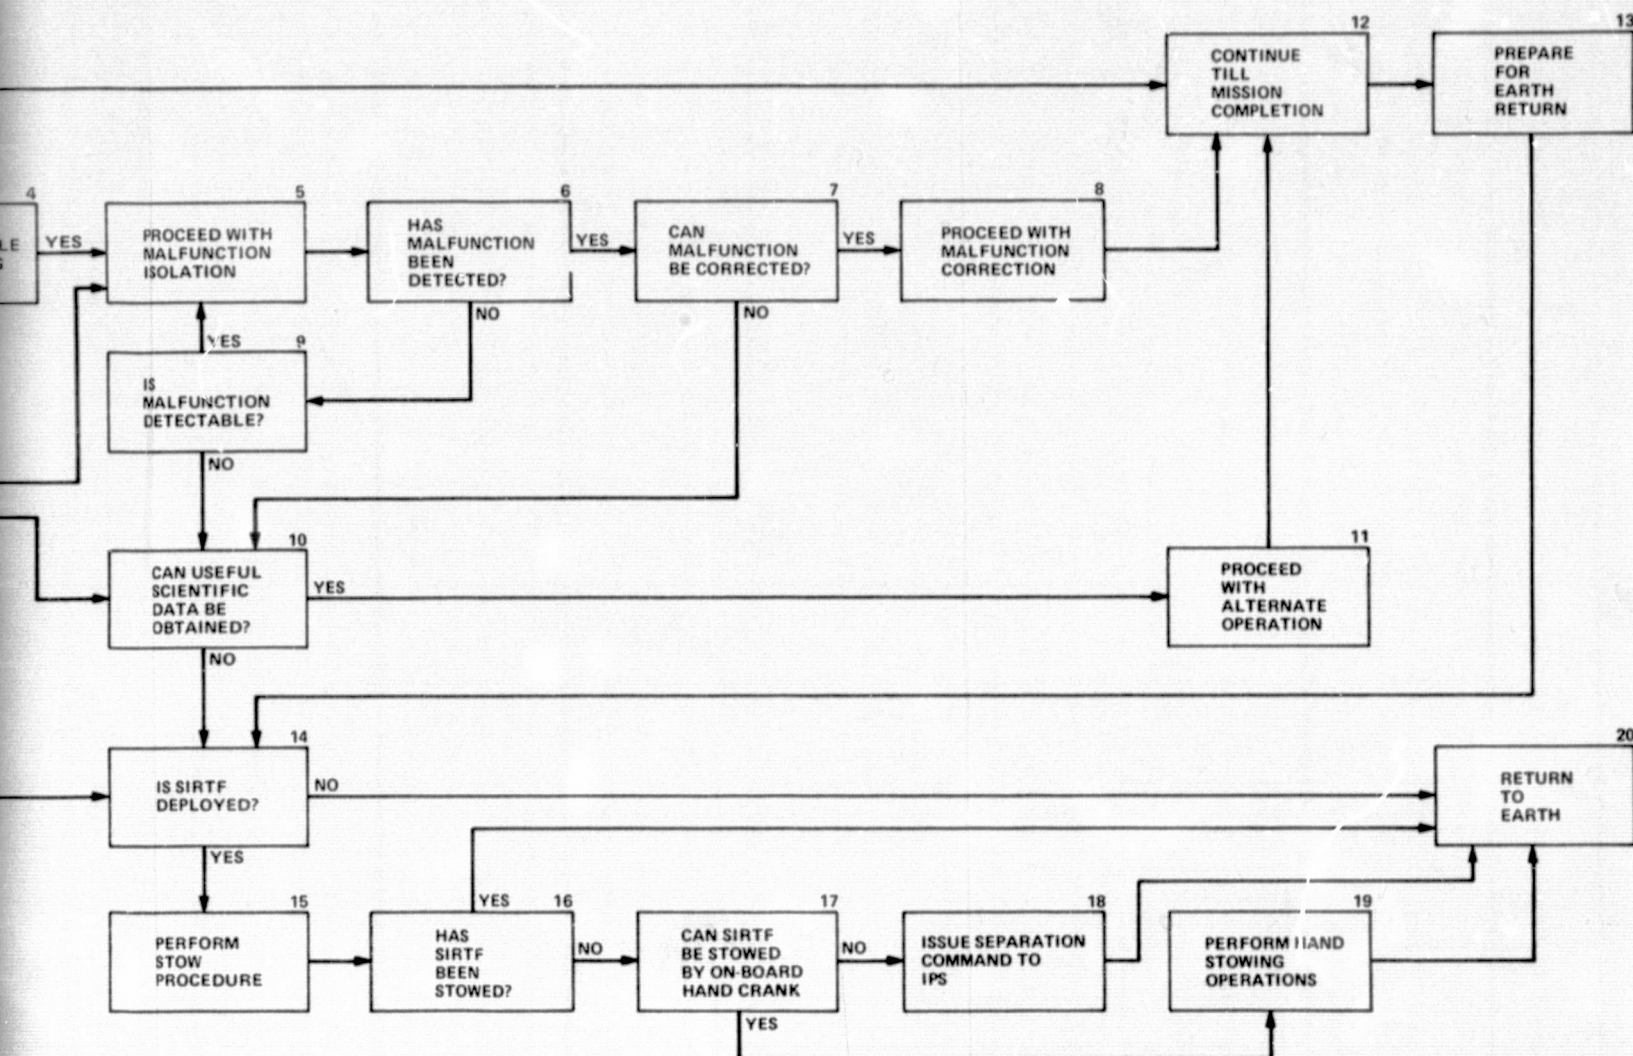 12
CONTINUE
TILL
MISSION
COMPLETION
13
PREPARE
FOR
EARTH
RETURN
4
LE
S
YES
5
PROCEED WITH
MALFUNCTION
ISOLATION
6
HAS
MALFUNCTION
BEEN
DETECTED?
YES
NO
7
CAN
MALFUNCTION
BE CORRECTED?
YES
NO
8
PROCEED WITH
MALFUNCTION
CORRECTION
YES
9
IS
MALFUNCTION
DETECTABLE?
NO
10
CAN USEFUL
SCIENTIFIC
DATA BE
OBTAINED?
YES
NO
11
PROCEED
WITH
ALTERNATE
OPERATION
14
IS SIRTF
DEPLOYED?
NO
YES
20
RETURN
TO
EARTH
15
PERFORM
STOW
PROCEDURE
YES
16
HAS
SIRTF
BEEN
STOWED?
NO
17
CAN SIRTF
BE STOWED
BY ON-BOARD
HAND CRANK
NO
YES
18
ISSUE SEPARATION
COMMAND TO
IPS
19
PERFORM HAND
STOWING
OPERATIONS